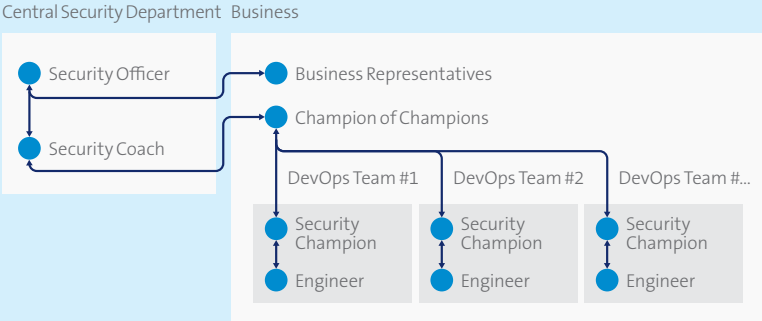 Central Security Department
Business
Security Officer
Business Representatives
Champion of Champions
Security Coach
DevOps Team #1
DevOps Team #2
DevOps Team #...
Security
Champion
Engineer
Security
Champion
Engineer
Security
Champion
Engineer